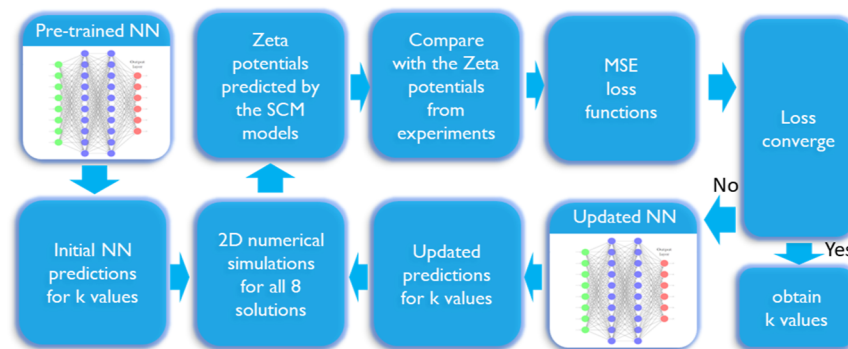 Pre-trained NN
Zeta
potentials
predicted by
the SCM
models
Compare
with the Zeta
potentials
from
experiments
MSE
loss
functions
Loss
converge
No
Yes
Initial NN
predictions
for k values
2D numerical
simulations
for all 8
solutions
Updated
predictions
for k values
Updated NN
obtain
k values